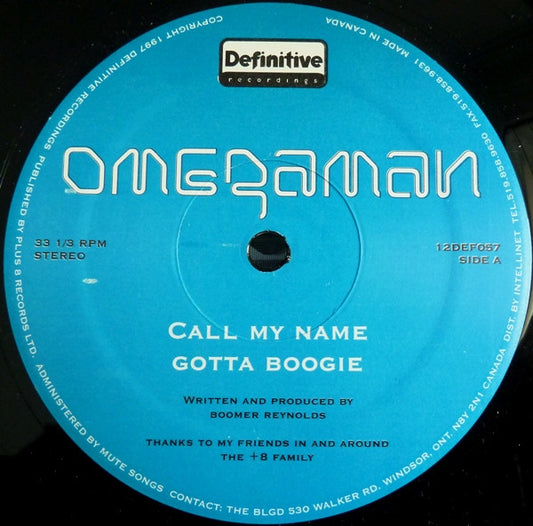 Definitive
recordings
OMEGAMAN
33 1/3 RPM
STEREO
12DEF057
SIDE A
CALL MY NAME
GOTTA BOOGIE
WRITTEN AND PRODUCED BY
BOOMER REYNOLDS
THANKS TO MY FRIENDS IN AND AROUND
THE +8 FAMILY
COPYRIGHT 1997 DEFINITIVE RECORDINGS PUBLISHED BY PLUS 8 RECORDS LTD. ADMINISTERED BY MUTE SONGS CONTACT: THE BLGD 530 WALKER RD. WINDSOR, ONT. N8Y 2N1 CANADA DIST. BY INTELLINET TEL.519.858.9630 FAX.519.858.9631 MADE IN CANADA